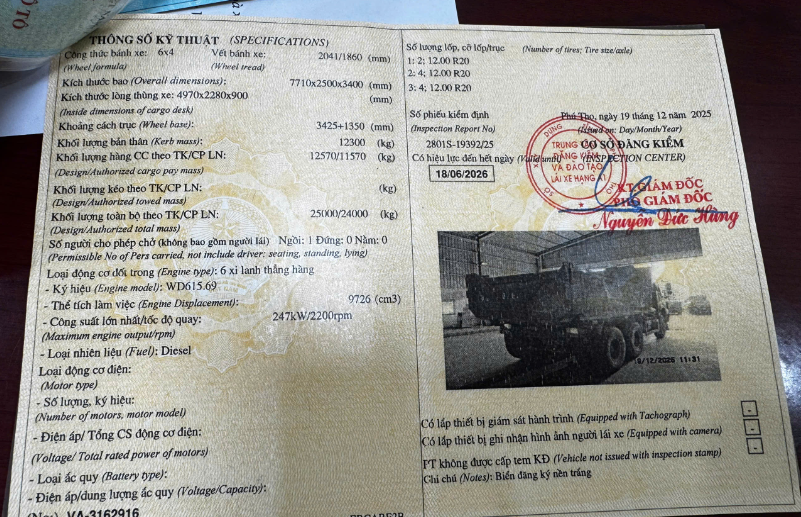 TÔ
THÔNG SỐ KỸ THUẬT (SPECIFICATIONS)
Công thức bánh xe: 6x4 Vết bánh xe: 2041/1860 (mm)
(Wheel formula) (Wheel tread)
Kích thước bao (Overall dimensions): 7710x2500x3400 (mm)
Kích thước lòng thùng xe: 4970x2280x900 (mm)
(Inside dimensions of cargo desk)
Khoảng cách trục (Wheel base): 3425+1350 (mm)
Khối lượng bản thân (Kerb mass): 12300 (kg)
Khối lượng hàng CC theo TK/CP LN: 12570/11570 (kg)
(Design/Authorized cargo pay mass)
Khối lượng kéo theo TK/CP LN: (kg)
(Design/Authorized towed mass)
Khối lượng toàn bộ theo TK/CP LN: 25000/24000 (kg)
(Design/Authorized total mass)
Số người cho phép chở (không bao gồm người lái) Ngồi: 1 Đứng: 0 Nằm: 0
(Permissible No of Pers carried, not include driver: seating, standing, lying)
Loại động cơ đốt trong (Engine type): 6 xi lanh thẳng hàng
- Ký hiệu (Engine model): WD615.69
- Thể tích làm việc (Engine Displacement): 9726 (cm3)
- Công suất lớn nhất/tốc độ quay: 247kW/2200rpm
(Maximum engine output/rpm)
- Loại nhiên liệu (Fuel): Diesel
Loại động cơ điện:
(Motor type)
- Số lượng, ký hiệu:
(Number of motors, motor model)
- Điện áp/ Tổng CS động cơ điện:
(Voltage/ Total rated power of motors)
- Loại ắc quy (Battery type):
- Điện áp/dung lượng ắc quy (Voltage/Capacity):
(No:) VA-3162916
Số lượng lốp, cỡ lốp/trục (Number of tires; Tire size/axle)
1: 2; 12.00 R20
2: 4; 12.00 R20
3: 4; 12.00 R20
Số phiếu kiểm định Phú Thọ, ngày 19 tháng 12 năm 2025
(Inspection Report No) (Issued on: Day/Month/Year)
2801S-19392/25 CƠ SỞ ĐĂNG KIỂM
Có hiệu lực đến hết ngày (Valid until) (INSPECTION CENTER)
18/06/2026
TRUNG
ĐĂNG KIỂM
VÀ ĐÀO TẠO
LÁI XE HẠNG A1
KT GIÁM ĐỐC
PHÓ GIÁM ĐỐC
Nguyễn Đức Hùng
11:31
Có lắp thiết bị giám sát hành trình (Equipped with Tachograph) -
Có lắp thiết bị ghi nhận hình ảnh người lái xe (Equipped with camera) -
PT không được cấp tem KĐ (Vehicle not issued with inspection stamp) -
Ghi chú (Notes): Biển đăng ký nền trắng